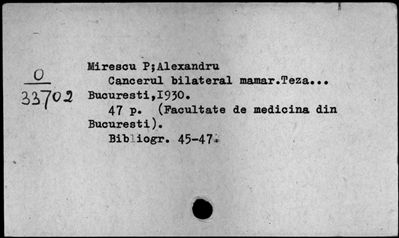 O
33702
Mirescu P;Alexandru
Cancerul bilateral mamar.Teza...
Bucuresti,1930.
47 p. (Facultate de medicina din
Bucuresti).
Bibliogr. 45-47.